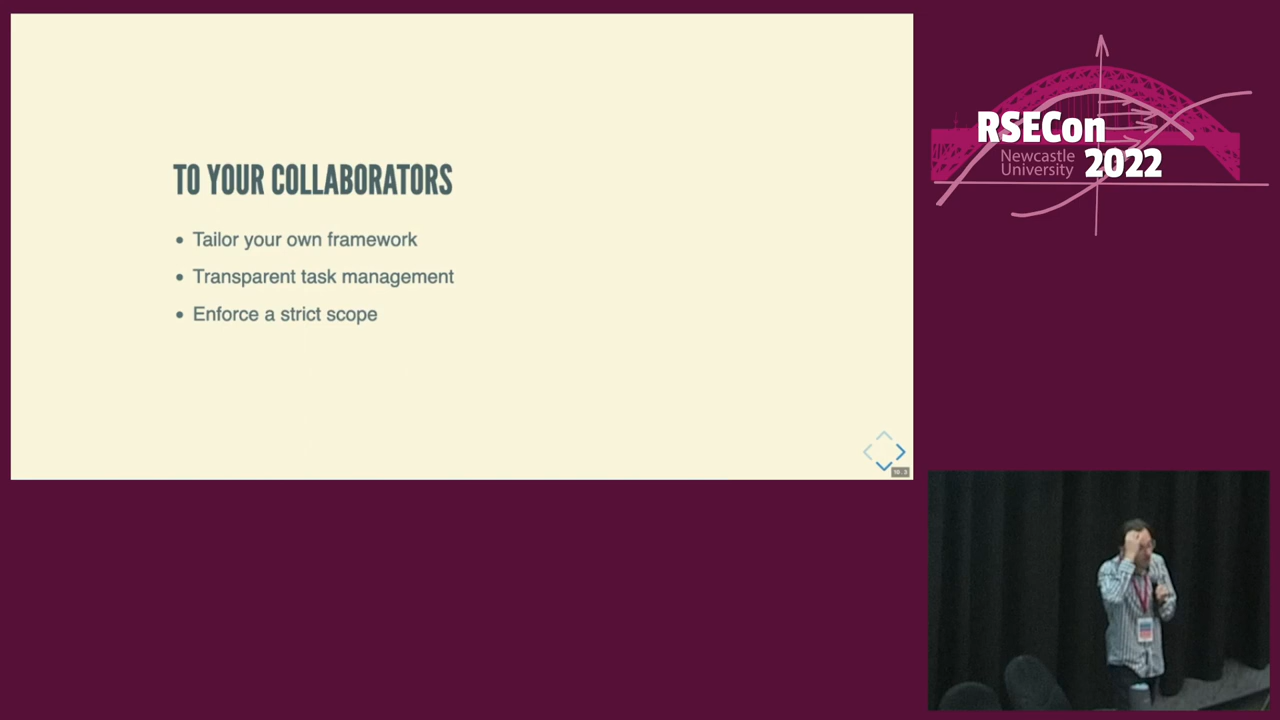 TO YOUR COLLABORATORS
• Tailor your own framework
• Transparent task management
• Enforce a strict scope
RSECon
Newcastle
University
2022